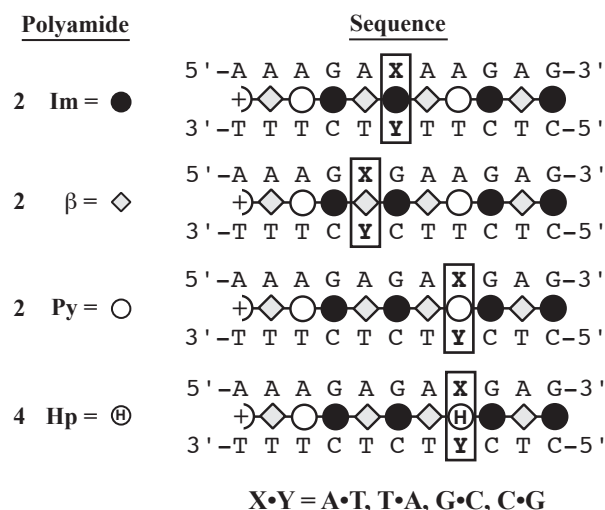 Polyamide Sequence
5'-A A A G A X A A G A G-3'
2 Im =
+
3'-T T T C T Y T T C T C-5'
5'-A A A G X G A A G A G-3'
2 β =
+
3'-T T T C Y C T T C T C-5'
5'-A A A G A G A X G A G-3'
2 Py =
+
3'-T T T C T C T Y C T C-5'
5'-A A A G A G A X G A G-3'
4 Hp = H
+ H
3'-T T T C T C T Y C T C-5'
X•Y = A•T, T•A, G•C, C•G